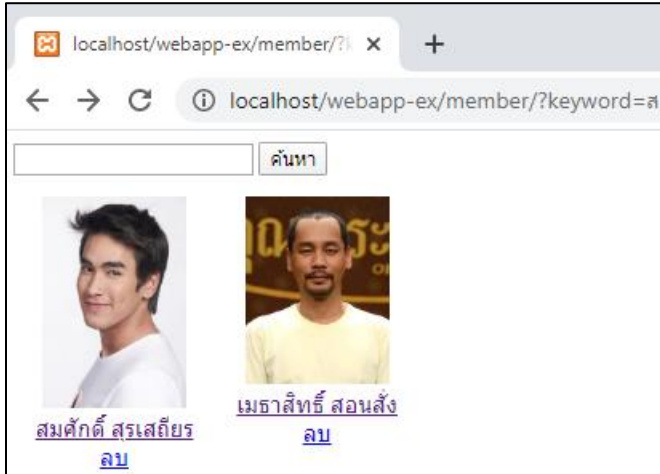 localhost/webapp-ex/member/?
localhost/webapp-ex/member/?keyword=ส
ค้นหา
สมศักดิ์ สุรเสถียร
ลบ
เมธาสิทธิ์ สอนสั่ง
ลบ